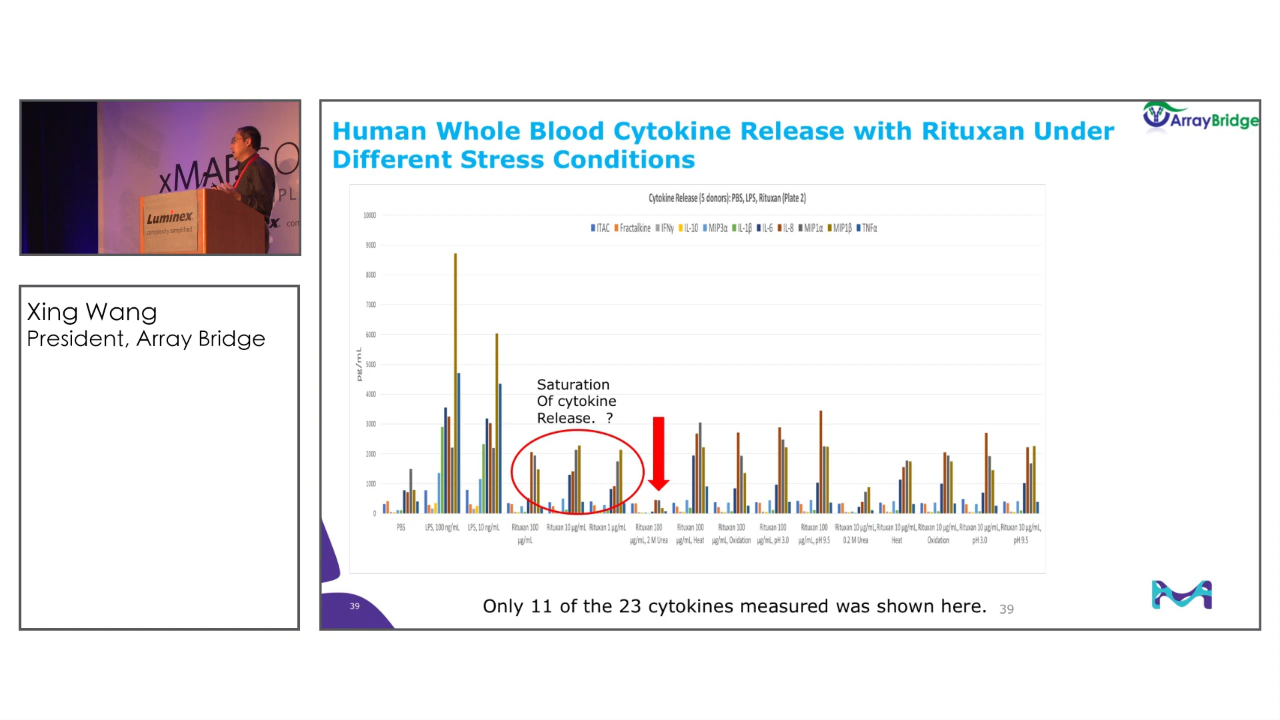 xMAP CO
PL
Luminex
complexity simplified
x com
Xing Wang
President, Array Bridge
ArrayBridge
Human Whole Blood Cytokine Release with Rituxan Under
Different Stress Conditions
Cytokine Release (5 donors): PBS, LPS, Rituxan (Plate 2)
ITAC Fractalkine IFNγ IL-10 MIP3α IL-1β IL-6 IL-8 MIP1α MIP1β TNFα
10000
9000
8000
7000
6000
5000
4000
3000
2000
1000
0
pg/mL
Saturation
Of cytokine
Release. ?
PBS
LPS, 100 ng/mL
LPS, 10 ng/mL
Rituxan 100
µg/mL
Rituxan 10 µg/mL
Rituxan 1 µg/mL
Rituxan 100
µg/mL, 2 M Urea
Rituxan 100
µg/mL, Heat
Rituxan 100
µg/mL, Oxidation
Rituxan 100
µg/mL, pH 3.0
Rituxan 100
µg/mL, pH 9.5
Rituxan 10 µg/mL,
0.2 M Urea
Rituxan 10 µg/mL,
Heat
Rituxan 10 µg/mL,
Oxidation
Rituxan 10 µg/mL,
pH 3.0
Rituxan 10 µg/mL,
pH 9.5
39
Only 11 of the 23 cytokines measured was shown here.
39